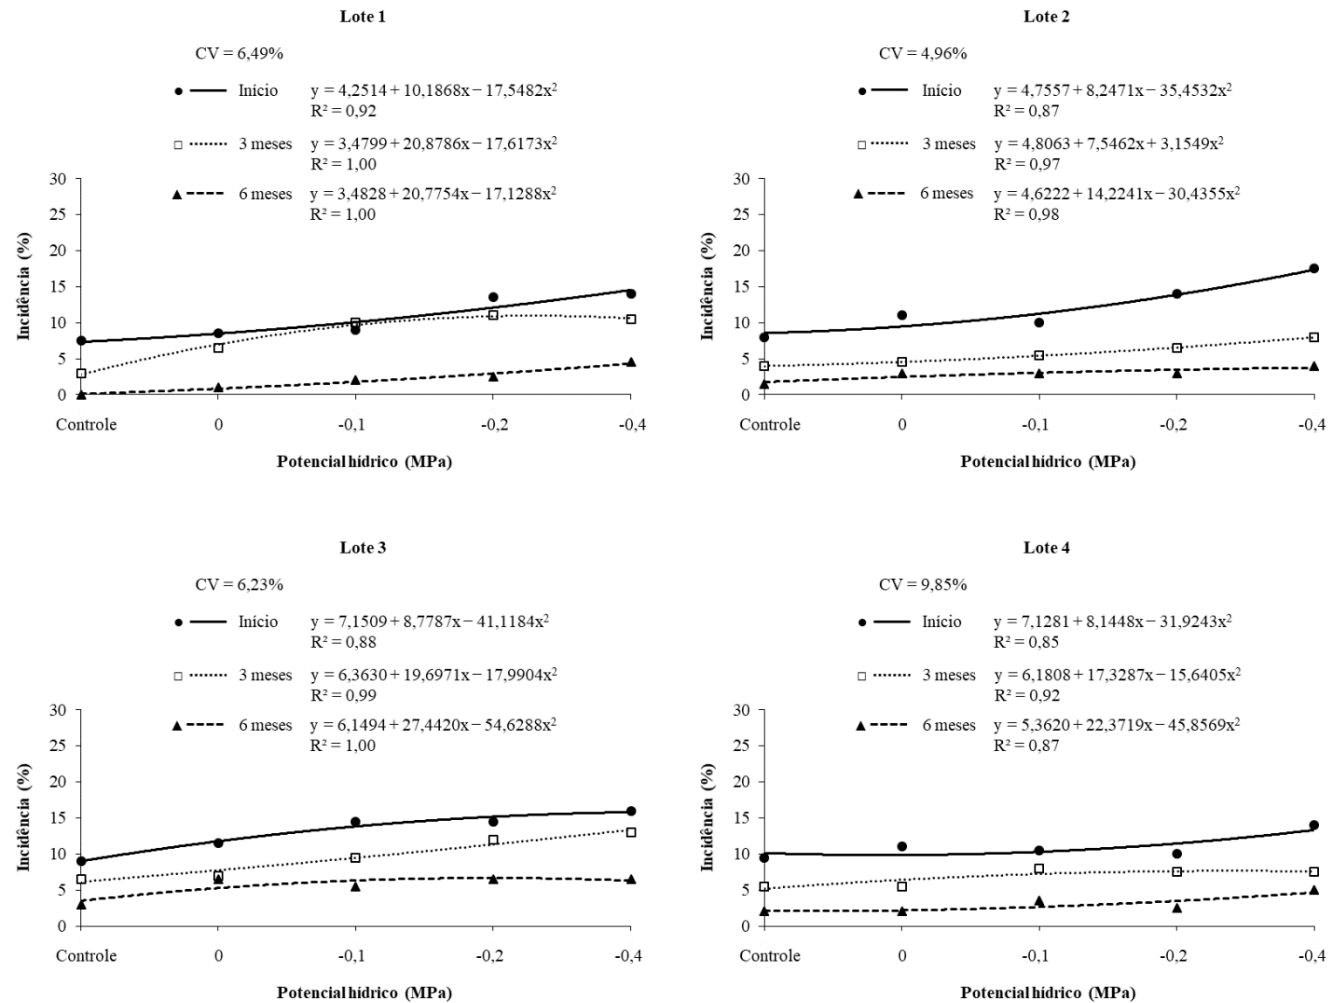 Lote 1
CV = 6,49%
Início y = 4,2514 + 10,1868x − 17,5482x²
R² = 0,92
3 meses y = 3,4799 + 20,8786x − 17,6173x²
R² = 1,00
6 meses y = 3,4828 + 20,7754x − 17,1288x²
R² = 1,00
Incidência (%)
30
25
20
15
10
5
0
Controle 0 -0,1 -0,2 -0,4
Potencial hídrico (MPa)
Lote 2
CV = 4,96%
Início y = 4,7557 + 8,2471x − 35,4532x²
R² = 0,87
3 meses y = 4,8063 + 7,5462x + 3,1549x²
R² = 0,97
6 meses y = 4,6222 + 14,2241x − 30,4355x²
R² = 0,98
Incidência (%)
30
25
20
15
10
5
0
Controle 0 -0,1 -0,2 -0,4
Potencial hídrico (MPa)
Lote 3
CV = 6,23%
Início y = 7,1509 + 8,7787x − 41,1184x²
R² = 0,88
3 meses y = 6,3630 + 19,6971x − 17,9904x²
R² = 0,99
6 meses y = 6,1494 + 27,4420x − 54,6288x²
R² = 1,00
Incidência (%)
30
25
20
15
10
5
0
Controle 0 -0,1 -0,2 -0,4
Potencial hídrico (MPa)
Lote 4
CV = 9,85%
Início y = 7,1281 + 8,1448x − 31,9243x²
R² = 0,85
3 meses y = 6,1808 + 17,3287x − 15,6405x²
R² = 0,92
6 meses y = 5,3620 + 22,3719x − 45,8569x²
R² = 0,87
Incidência (%)
30
25
20
15
10
5
0
Controle 0 -0,1 -0,2 -0,4
Potencial hídrico (MPa)